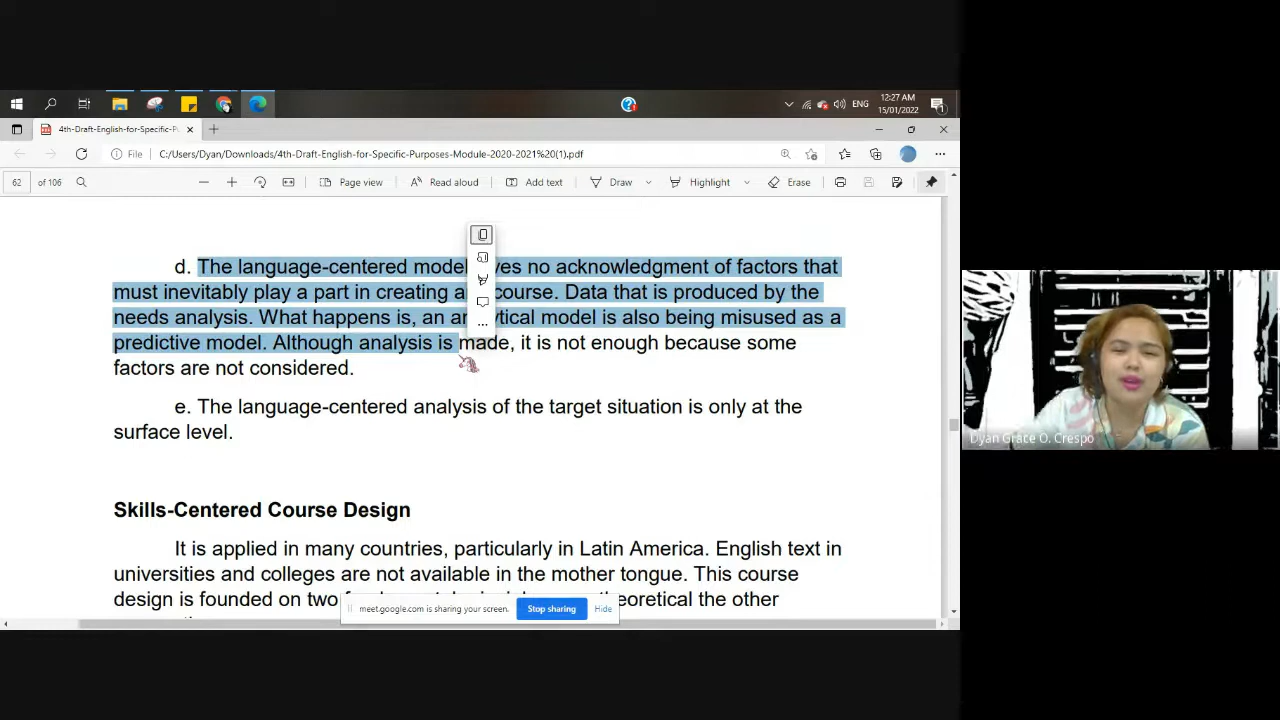 12:27 AM
ENG
15/01/2022
4th-Draft-English-for-Specific-Pu
File C:/Users/Dyan/Downloads/4th-Draft-English-for-Specific-Purposes-Module-2020-2021%20(1).pdf
62 of 106 Page view Read aloud Add text Draw Highlight Erase
d. The language-centered model no acknowledgment of factors that
must inevitably play a part in creating course. Data that is produced by the
needs analysis. What happens is, an model is also being misused as a
predictive model. Although analysis is made, it is not enough because some
factors are not considered.
e. The language-centered analysis of the target situation is only at the
surface level.
Skills-Centered Course Design
It is applied in many countries, particularly in Latin America. English text in
universities and colleges are not available in the mother tongue. This course
design is founded on two theoretical the other
meet.google.com is sharing your screen. Stop sharing Hide
Dyan Grace O. Crespo